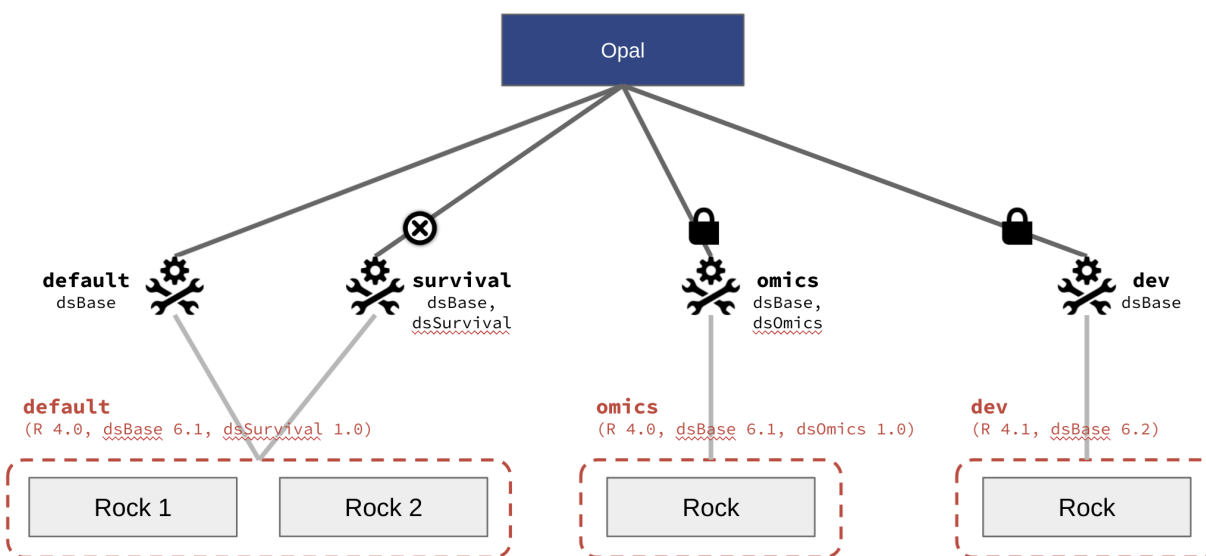 Opal
default
dsBase
survival
dsBase,
dsSurvival
omics
dsBase,
dsOmics
dev
dsBase
default
(R 4.0, dsBase 6.1, dsSurvival 1.0)
omics
(R 4.0, dsBase 6.1, dsOmics 1.0)
dev
(R 4.1, dsBase 6.2)
Rock 1
Rock 2
Rock
Rock